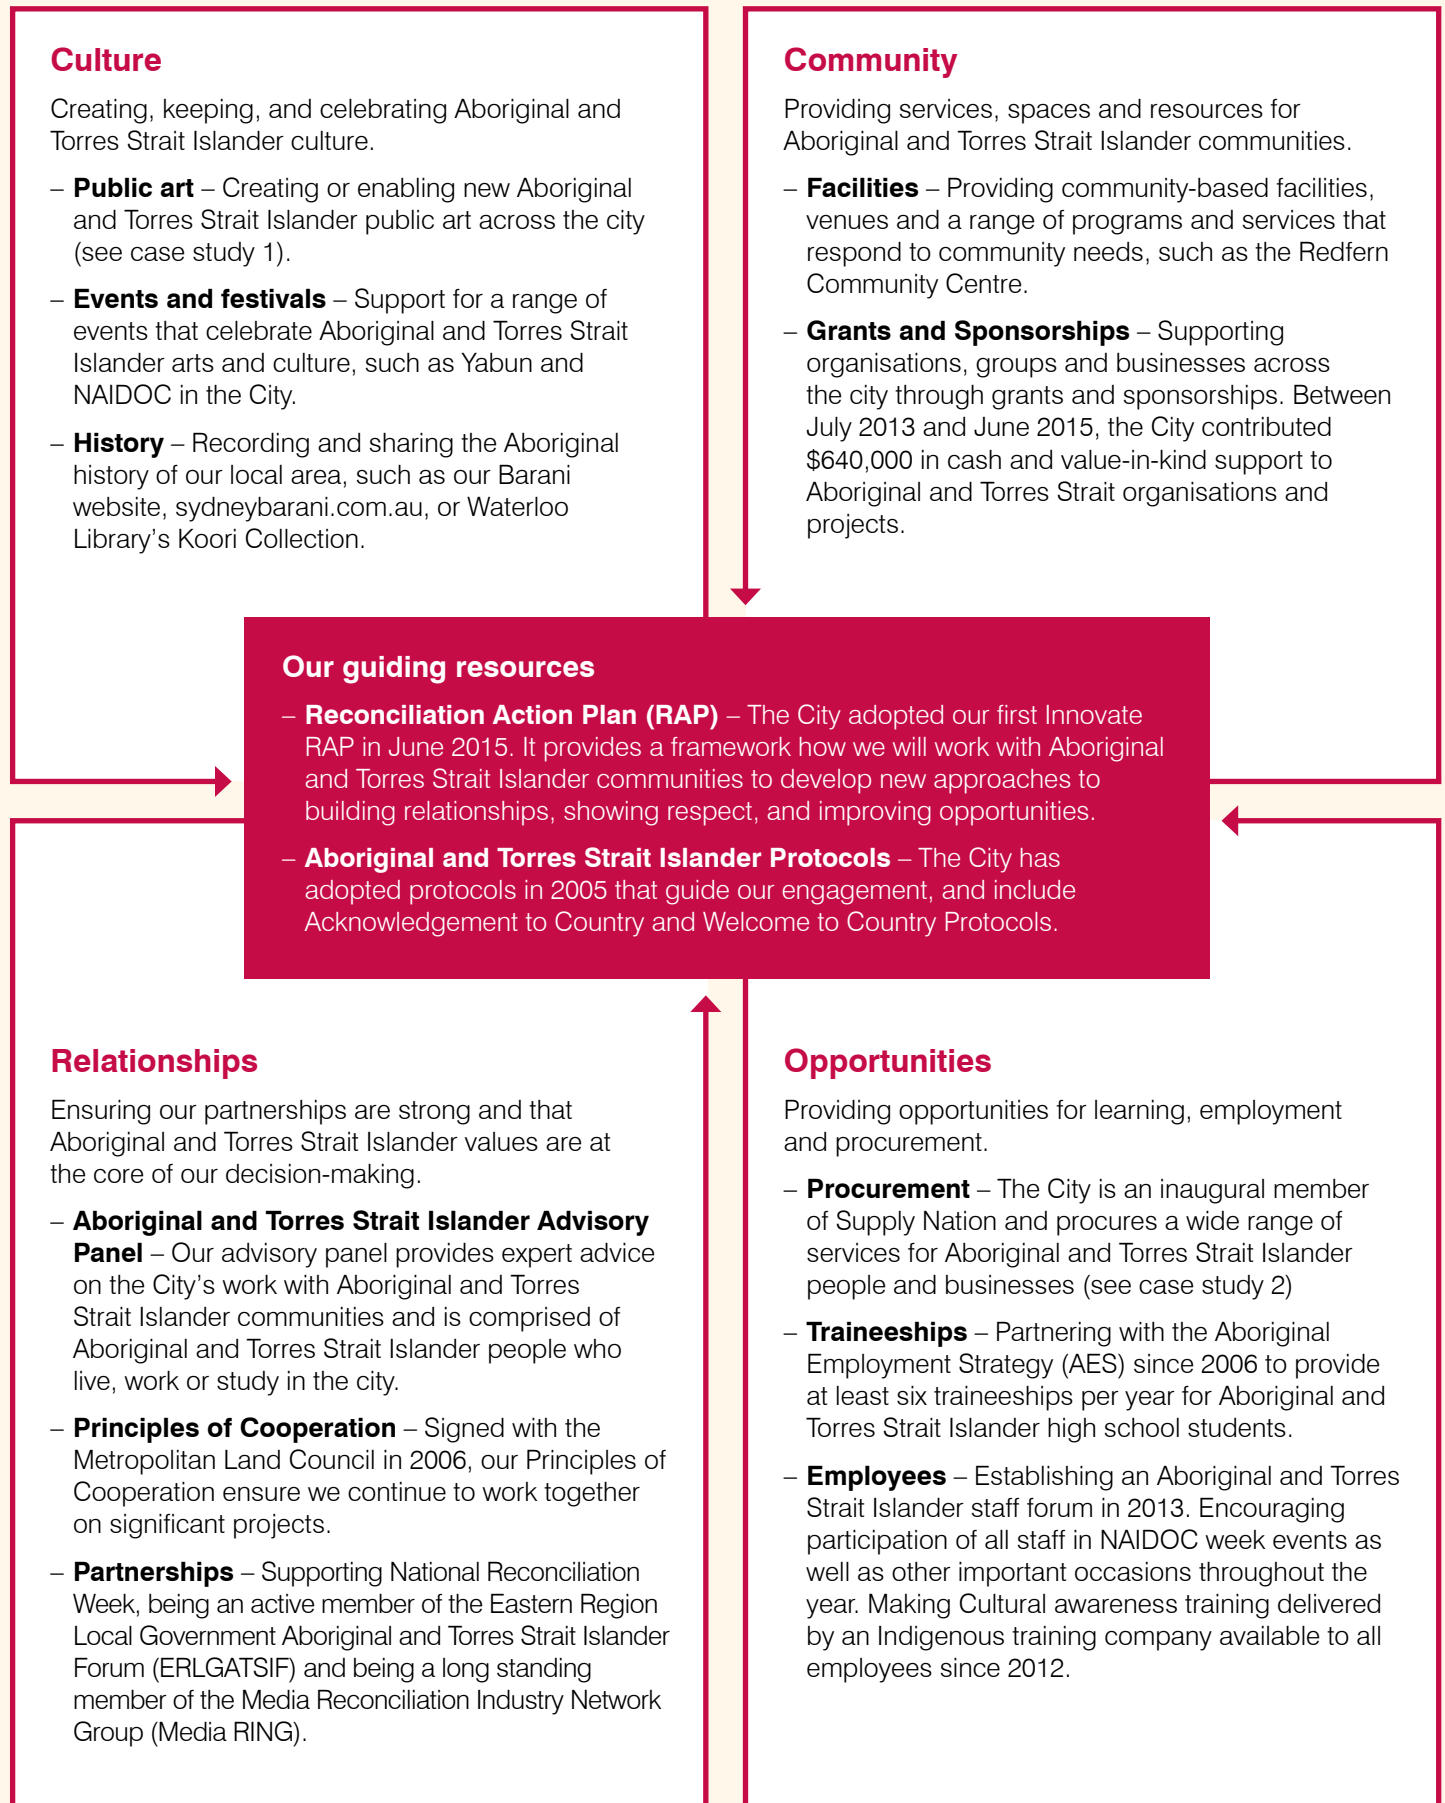 Culture
Creating, keeping, and celebrating Aboriginal and
Torres Strait Islander culture.
– Public art – Creating or enabling new Aboriginal
and Torres Strait Islander public art across the city
(see case study 1).
– Events and festivals – Support for a range of
events that celebrate Aboriginal and Torres Strait
Islander arts and culture, such as Yabun and
NAIDOC in the City.
– History – Recording and sharing the Aboriginal
history of our local area, such as our Barani
website, sydneybarani.com.au, or Waterloo
Library's Koori Collection.
Community
Providing services, spaces and resources for
Aboriginal and Torres Strait Islander communities.
– Facilities – Providing community-based facilities,
venues and a range of programs and services that
respond to community needs, such as the Redfern
Community Centre.
– Grants and Sponsorships – Supporting
organisations, groups and businesses across
the city through grants and sponsorships. Between
July 2013 and June 2015, the City contributed
$640,000 in cash and value-in-kind support to
Aboriginal and Torres Strait organisations and
projects.
Our guiding resources
– Reconciliation Action Plan (RAP) – The City adopted our first Innovate
RAP in June 2015. It provides a framework how we will work with Aboriginal
and Torres Strait Islander communities to develop new approaches to
building relationships, showing respect, and improving opportunities.
– Aboriginal and Torres Strait Islander Protocols – The City has
adopted protocols in 2005 that guide our engagement, and include
Acknowledgement to Country and Welcome to Country Protocols.
Relationships
Ensuring our partnerships are strong and that
Aboriginal and Torres Strait Islander values are at
the core of our decision-making.
– Aboriginal and Torres Strait Islander Advisory
Panel – Our advisory panel provides expert advice
on the City's work with Aboriginal and Torres
Strait Islander communities and is comprised of
Aboriginal and Torres Strait Islander people who
live, work or study in the city.
– Principles of Cooperation – Signed with the
Metropolitan Land Council in 2006, our Principles of
Cooperation ensure we continue to work together
on significant projects.
– Partnerships – Supporting National Reconciliation
Week, being an active member of the Eastern Region
Local Government Aboriginal and Torres Strait Islander
Forum (ERLGATSIF) and being a long standing
member of the Media Reconciliation Industry Network
Group (Media RING).
Opportunities
Providing opportunities for learning, employment
and procurement.
– Procurement – The City is an inaugural member
of Supply Nation and procures a wide range of
services for Aboriginal and Torres Strait Islander
people and businesses (see case study 2)
– Traineeships – Partnering with the Aboriginal
Employment Strategy (AES) since 2006 to provide
at least six traineeships per year for Aboriginal and
Torres Strait Islander high school students.
– Employees – Establishing an Aboriginal and Torres
Strait Islander staff forum in 2013. Encouraging
participation of all staff in NAIDOC week events as
well as other important occasions throughout the
year. Making Cultural awareness training delivered
by an Indigenous training company available to all
employees since 2012.